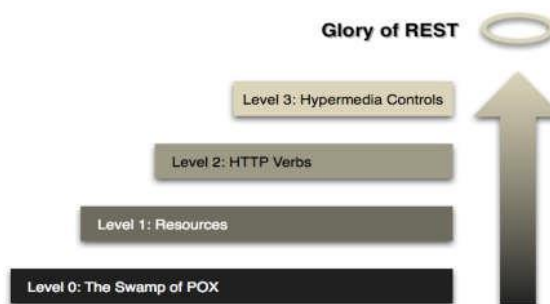 Glory of REST
Level 3: Hypermedia Controls
Level 2: HTTP Verbs
Level 1: Resources
Level 0: The Swamp of POX